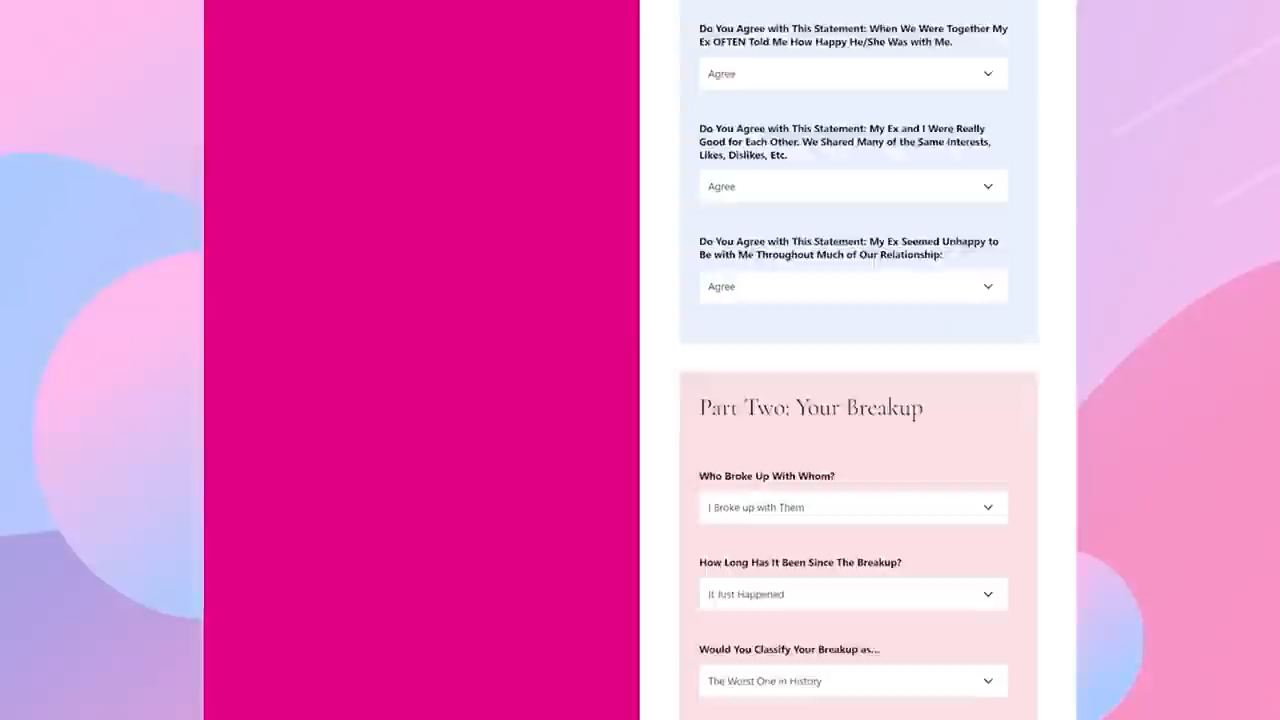 Do You Agree with This Statement: When We Were Together My
Ex OFTEN Told Me How Happy He/She Was with Me.
Agree
Do You Agree with This Statement: My Ex and I Were Really
Good for Each Other. We Shared Many of the Same Interests,
Likes, Dislikes, Etc.
Agree
Do You Agree with This Statement: My Ex Seemed Unhappy to
Be with Me Throughout Much of Our Relationship:
Agree
Part Two: Your Breakup
Who Broke Up With Whom?
I Broke up with Them
How Long Has It Been Since The Breakup?
It Just Happened
Would You Classify Your Breakup as...
The Worst One in History